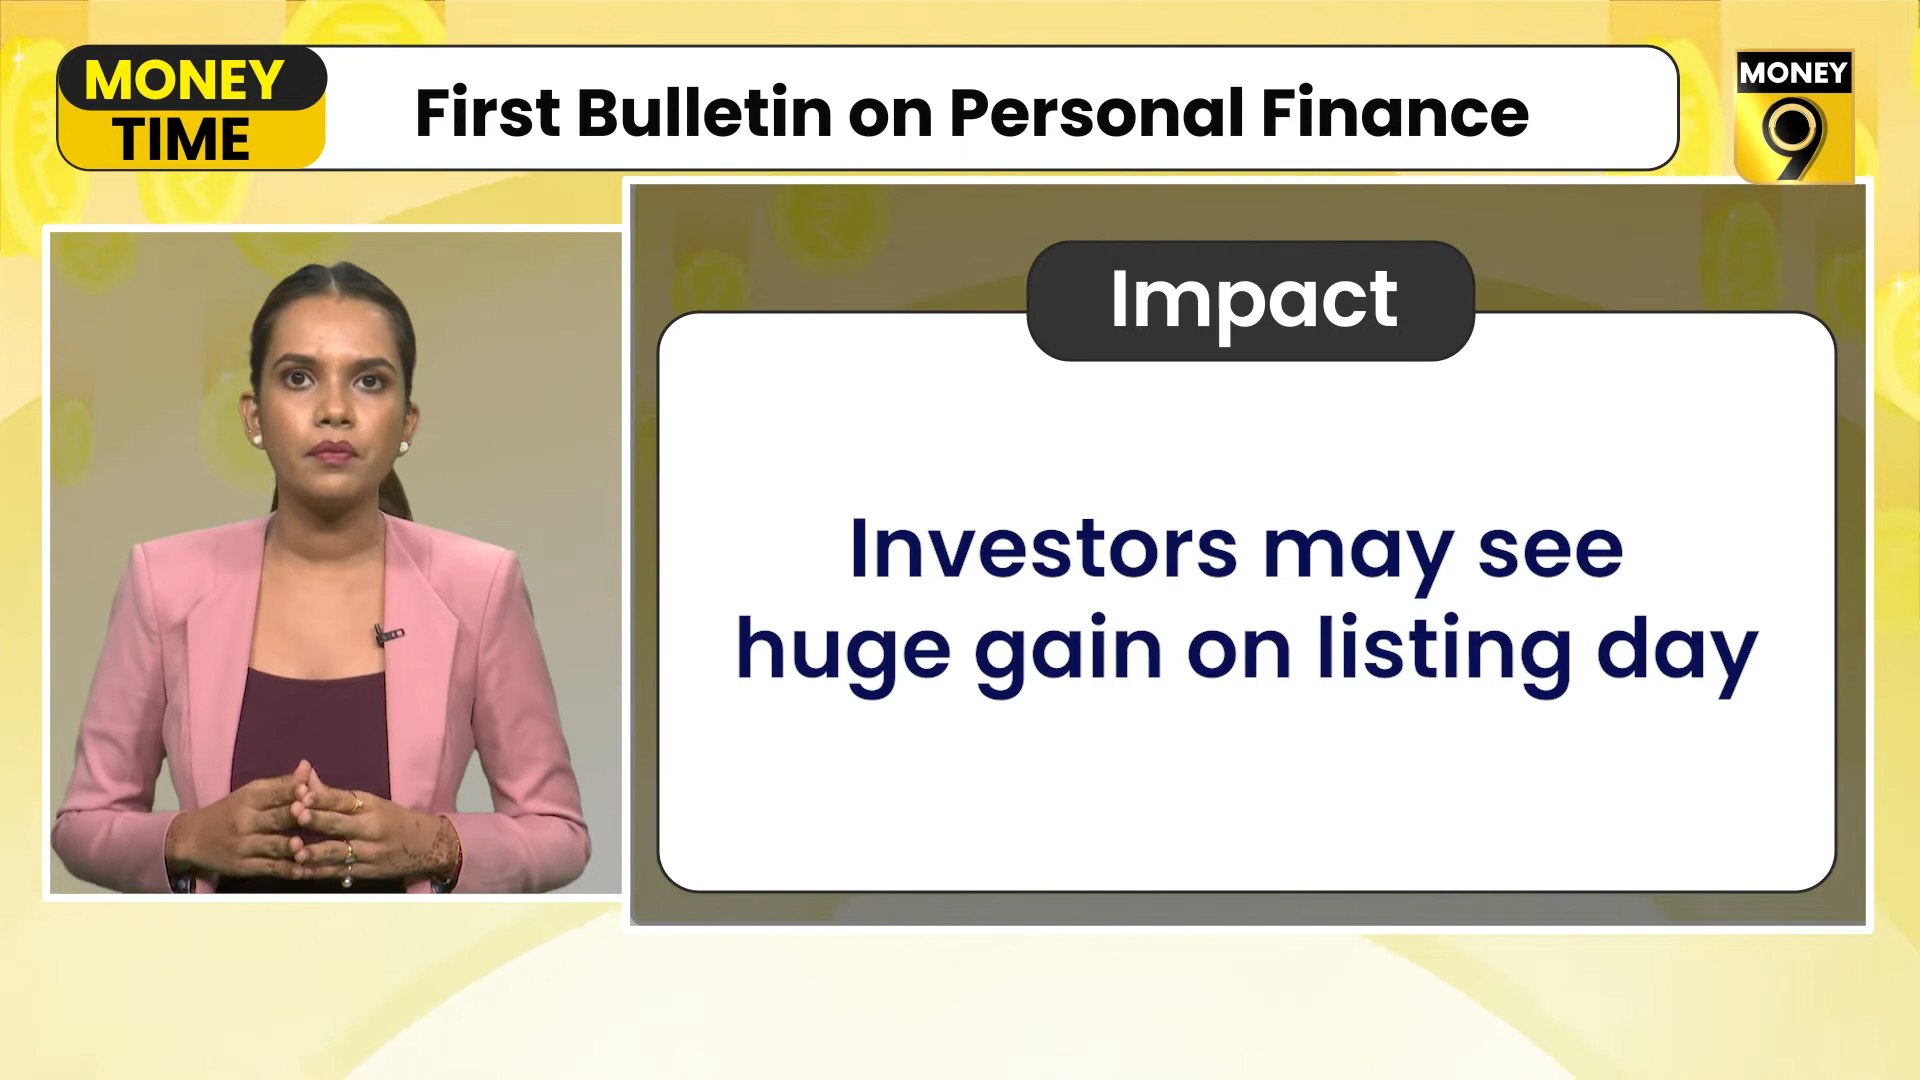 MONEY
TIME
First Bulletin on Personal Finance
MONEY
9
Impact
Investors may see
huge gain on listing day